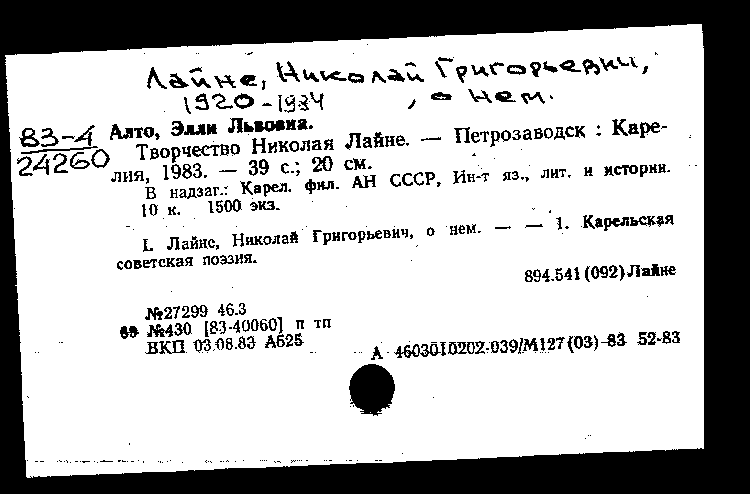 Лайне, Николай Григорьевич,
1920-1984 , о нем.
83-4
24260
Алто, Элли Львовна.
Творчество Николая Лайне. — Петрозаводск : Каре-
лия, 1983. — 39 с.; 20 см.
В надзаг.: Карел. фил. АН СССР, Ин-т яз., лит. и истории.
10 к. 1500 экз.
I. Лайне, Николай Григорьевич, о нем. — — 1. Карельская
советская поэзия.
894.541(092)Лайне
№27299 46.3
№430 [83-40060] п тп
ВКП 03.08.83 А625
А 4603010202-039/М127(03)-83 52-83